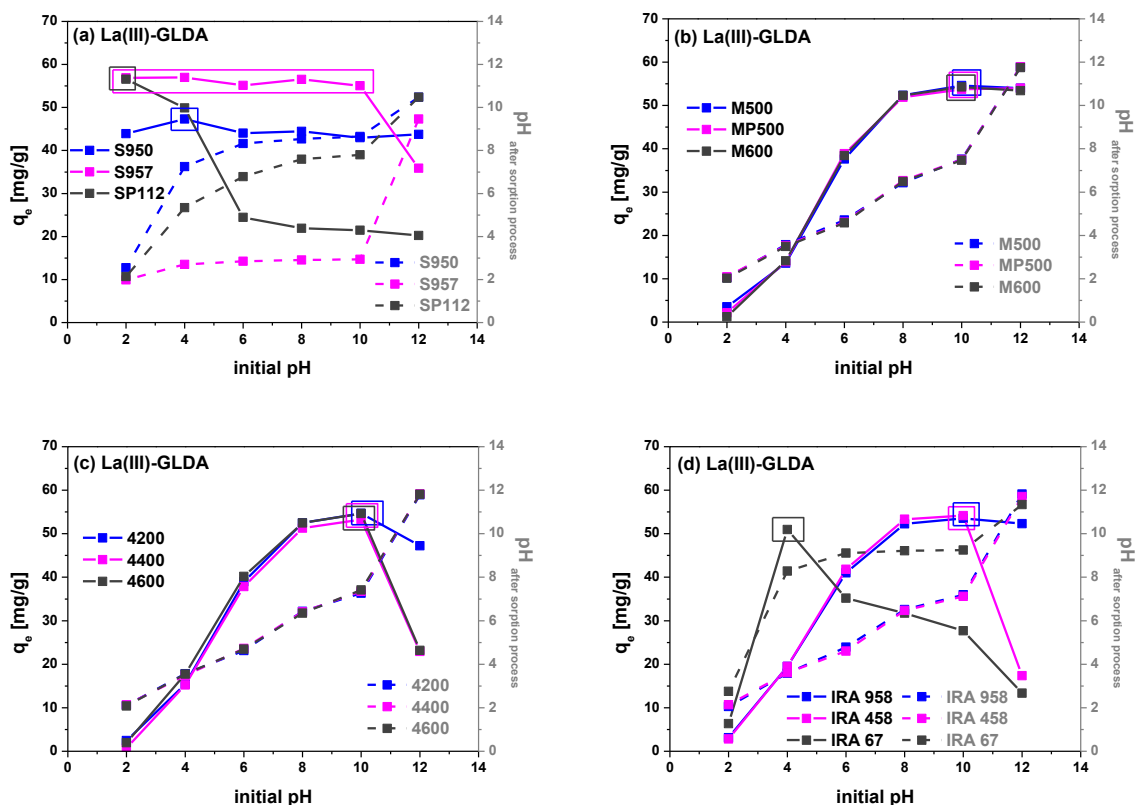 (a) La(III)-GLDA
q_e [mg/g]
70
60
50
40
30
20
10
0
S950
S957
SP112
S950
S957
SP112
14
12
10
8
6
4
2
0
pH after sorption process
0 2 4 6 8 10 12 14
initial pH
(b) La(III)-GLDA
q_e [mg/g]
70
60
50
40
30
20
10
0
M500
MP500
M600
M500
MP500
M600
14
12
10
8
6
4
2
0
pH after sorption process
0 2 4 6 8 10 12 14
initial pH
(c) La(III)-GLDA
q_e [mg/g]
70
60
50
40
30
20
10
0
4200
4400
4600
4200
4400
4600
14
12
10
8
6
4
2
0
pH after sorption process
0 2 4 6 8 10 12 14
initial pH
(d) La(III)-GLDA
q_e [mg/g]
70
60
50
40
30
20
10
0
IRA 958 IRA 958
IRA 458 IRA 458
IRA 67 IRA 67
14
12
10
8
6
4
2
0
pH after sorption process
0 2 4 6 8 10 12 14
initial pH